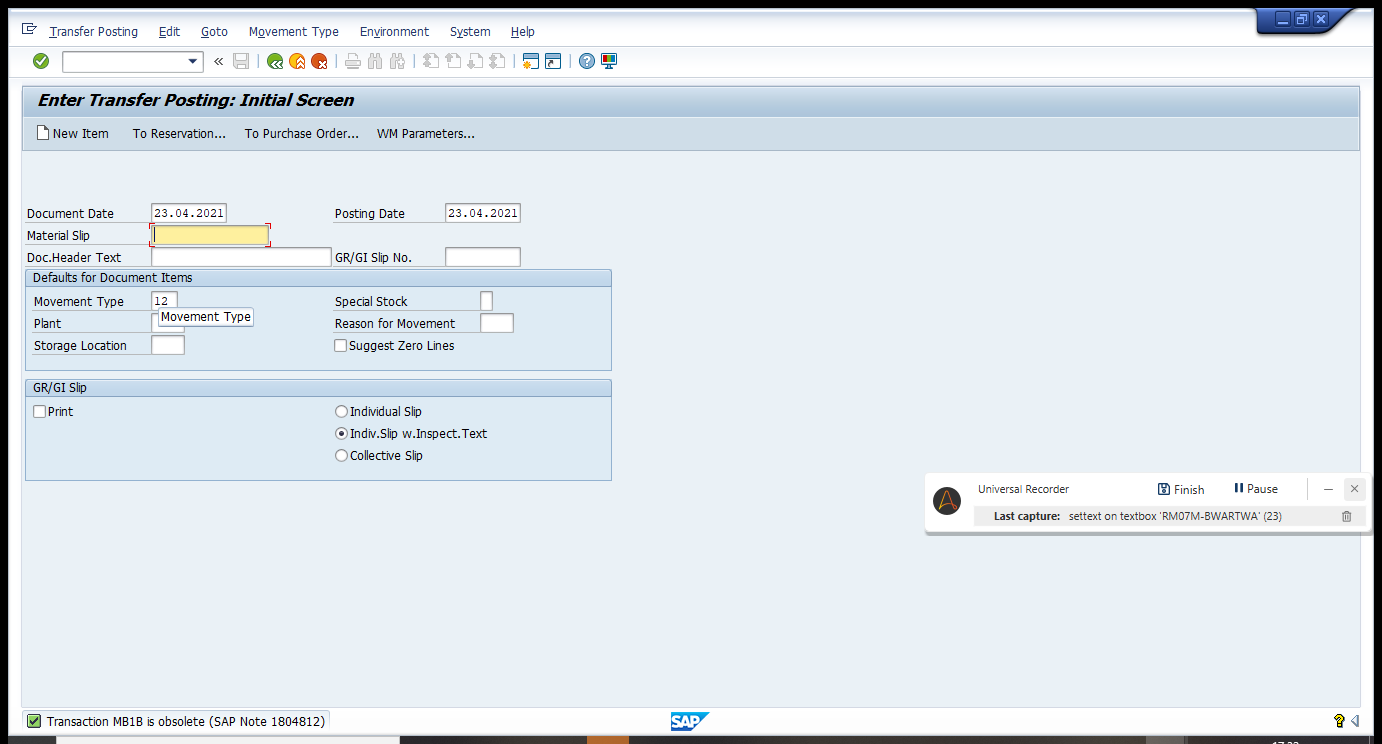 Transfer Posting Edit Goto Movement Type Environment System Help
Enter Transfer Posting: Initial Screen
New Item To Reservation... To Purchase Order... WM Parameters...
Document Date 23.04.2021 Posting Date 23.04.2021
Material Slip
Doc.Header Text GR/GI Slip No.
Defaults for Document Items
Movement Type 12 Special Stock
Movement Type
Plant Reason for Movement
Storage Location Suggest Zero Lines
GR/GI Slip
Print Individual Slip
Indiv.Slip w.Inspect.Text
Collective Slip
Universal Recorder Finish Pause
Last capture: settext on textbox 'RM07M-BWARTWA' (23)
Transaction MB1B is obsolete (SAP Note 1804812) SAP